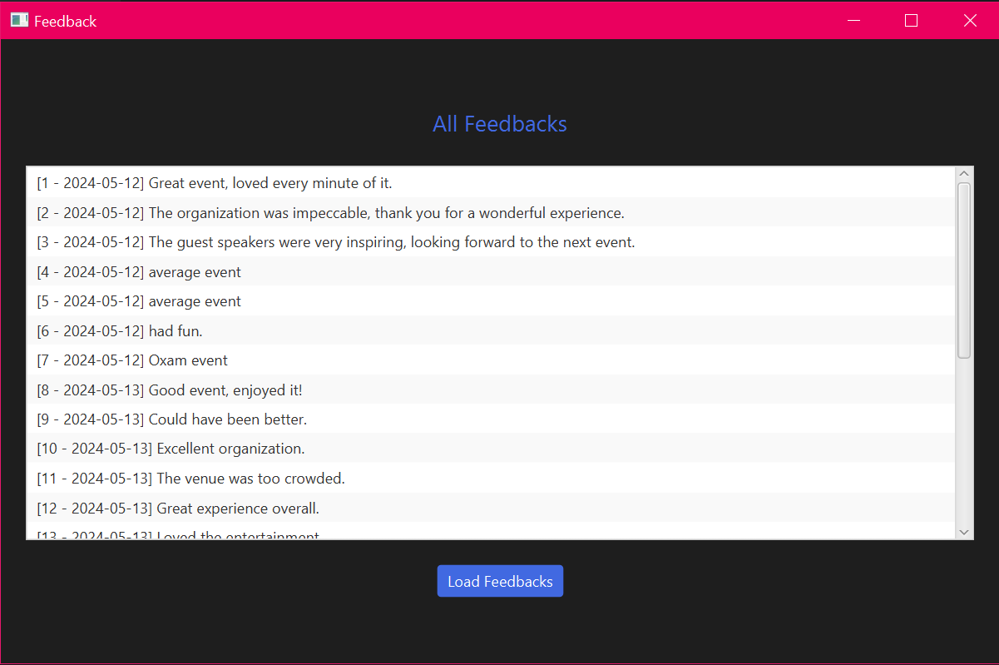 Feedback
All Feedbacks
[1 - 2024-05-12] Great event, loved every minute of it.
[2 - 2024-05-12] The organization was impeccable, thank you for a wonderful experience.
[3 - 2024-05-12] The guest speakers were very inspiring, looking forward to the next event.
[4 - 2024-05-12] average event
[5 - 2024-05-12] average event
[6 - 2024-05-12] had fun.
[7 - 2024-05-12] Oxam event
[8 - 2024-05-13] Good event, enjoyed it!
[9 - 2024-05-13] Could have been better.
[10 - 2024-05-13] Excellent organization.
[11 - 2024-05-13] The venue was too crowded.
[12 - 2024-05-13] Great experience overall.
[13 - 2024-05-13] Loved the entertainment
Load Feedbacks